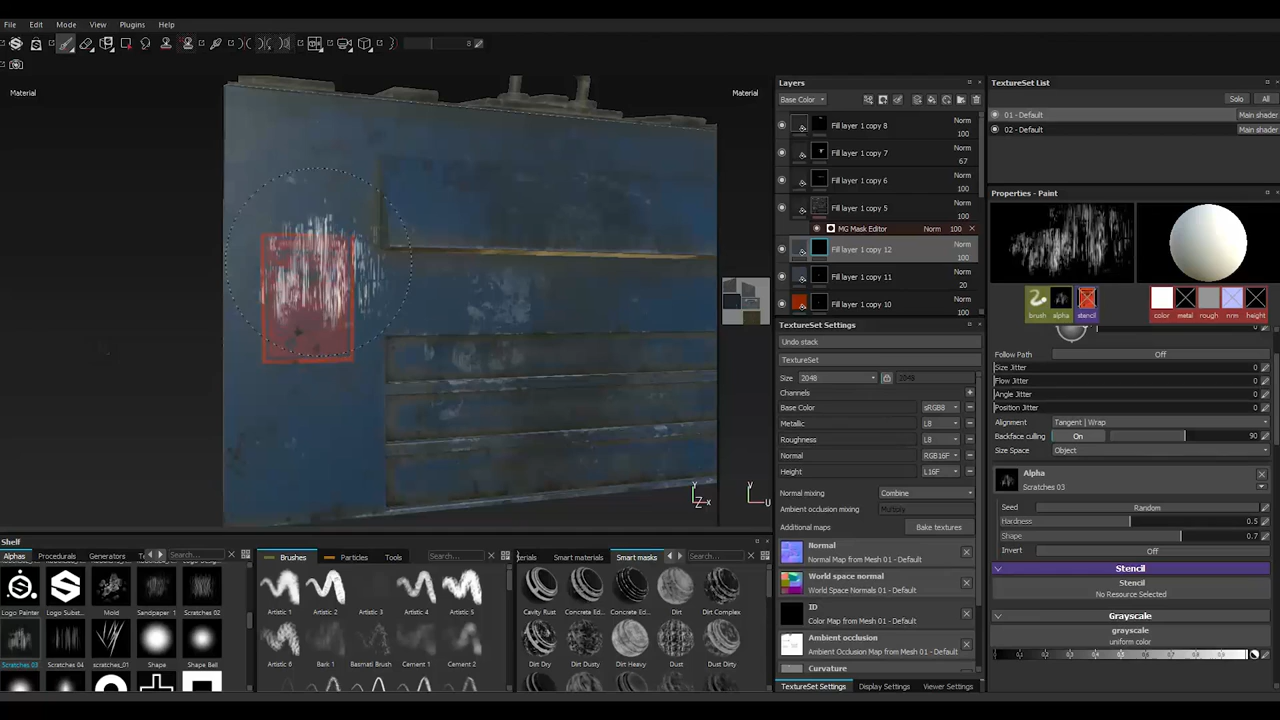 File Edit Mode View Plugins Help
8
Material
Material
Layers
Base Color
Fill layer 1 copy 8 Norm 100
Fill layer 1 copy 7 Norm 67
Fill layer 1 copy 6 Norm 100
Fill layer 1 copy 5 Norm 100
MG Mask Editor Norm 100
Fill layer 1 copy 12 Norm 100
Fill layer 1 copy 11 Norm 20
Fill layer 1 copy 10 Norm
TextureSet Settings
Undo stack
TextureSet
Size 2048 2048
Channels
Base Color sRGB8
Metallic L8
Roughness L8
Normal RGB16F
Height L16F
Normal mixing Combine
Ambient occlusion mixing Multiply
Additional maps Bake textures
Normal
Normal Map from Mesh 01 - Default
World space normal
World Space Normals 01 - Default
ID
Color Map from Mesh 01 - Default
Ambient occlusion
Ambient Occlusion Map from Mesh 01 - Default
Curvature
TextureSet Settings Display Settings Viewer Settings
TextureSet List
Solo All
01 - Default Main shader
02 - Default Main shader
Properties - Paint
brush alpha stencil color metal rough nrm height
0
Follow Path Off
Size Jitter 0
Flow Jitter 0
Angle Jitter 0
Position Jitter 0
Alignment Tangent | Wrap
Backface culling On 90
Size Space Object
Alpha
Scratches 03
Seed Random
Hardness 0.5
Shape 0.7
Invert Off
Stencil
Stencil
No Resource Selected
Grayscale
grayscale
uniform color
Y Z X
V U
Shelf
Alphas Procedurals Generators Search...
Logo Painter Logo Subst... Mold Sandpaper 1 Scratches 02
Scratches 03 Scratches 04 scratches_01 Shape Shape Bell
Brushes Particles Tools Search...
Artistic 1 Artistic 2 Artistic 3 Artistic 4 Artistic 5
Artistic 6 Bark 1 Basmati Brush Cement 1 Cement 2
Smart materials Smart masks Search...
Cavity Rust Concrete Ed... Concrete Ed... Dirt Dirt Complex
Dirt Dry Dirt Dusty Dirt Heavy Dust Dust Dirty